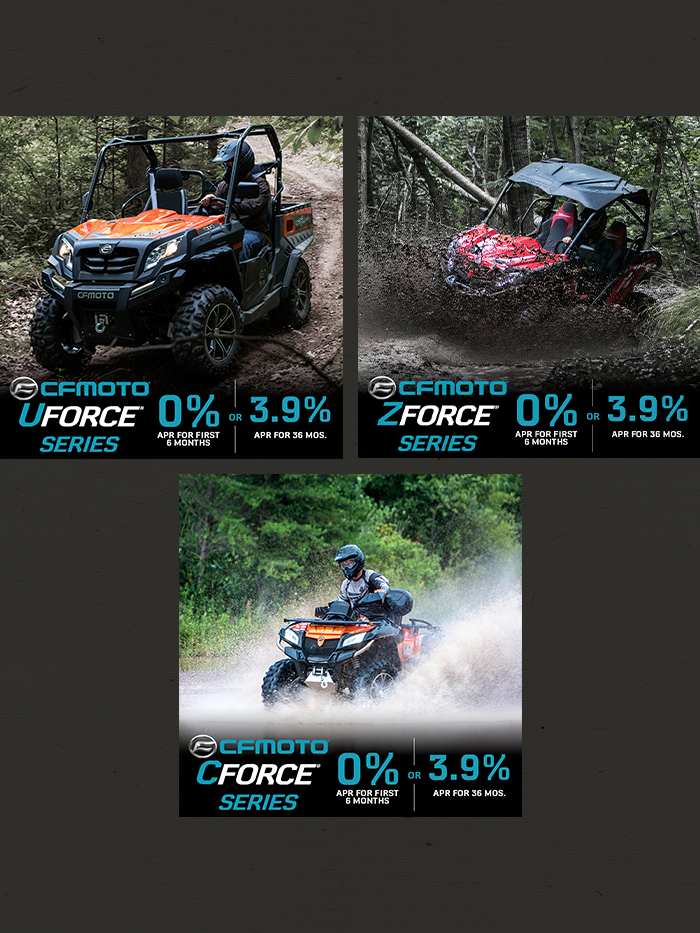 CFMOTO
CFMOTO
UFORCE®
SERIES
0%
APR FOR FIRST
6 MONTHS
OR
3.9%
APR FOR 36 MOS.
CFMOTO
ZFORCE®
SERIES
0%
APR FOR FIRST
6 MONTHS
OR
3.9%
APR FOR 36 MOS.
CFMOTO
CFORCE®
SERIES
0%
APR FOR FIRST
6 MONTHS
OR
3.9%
APR FOR 36 MOS.